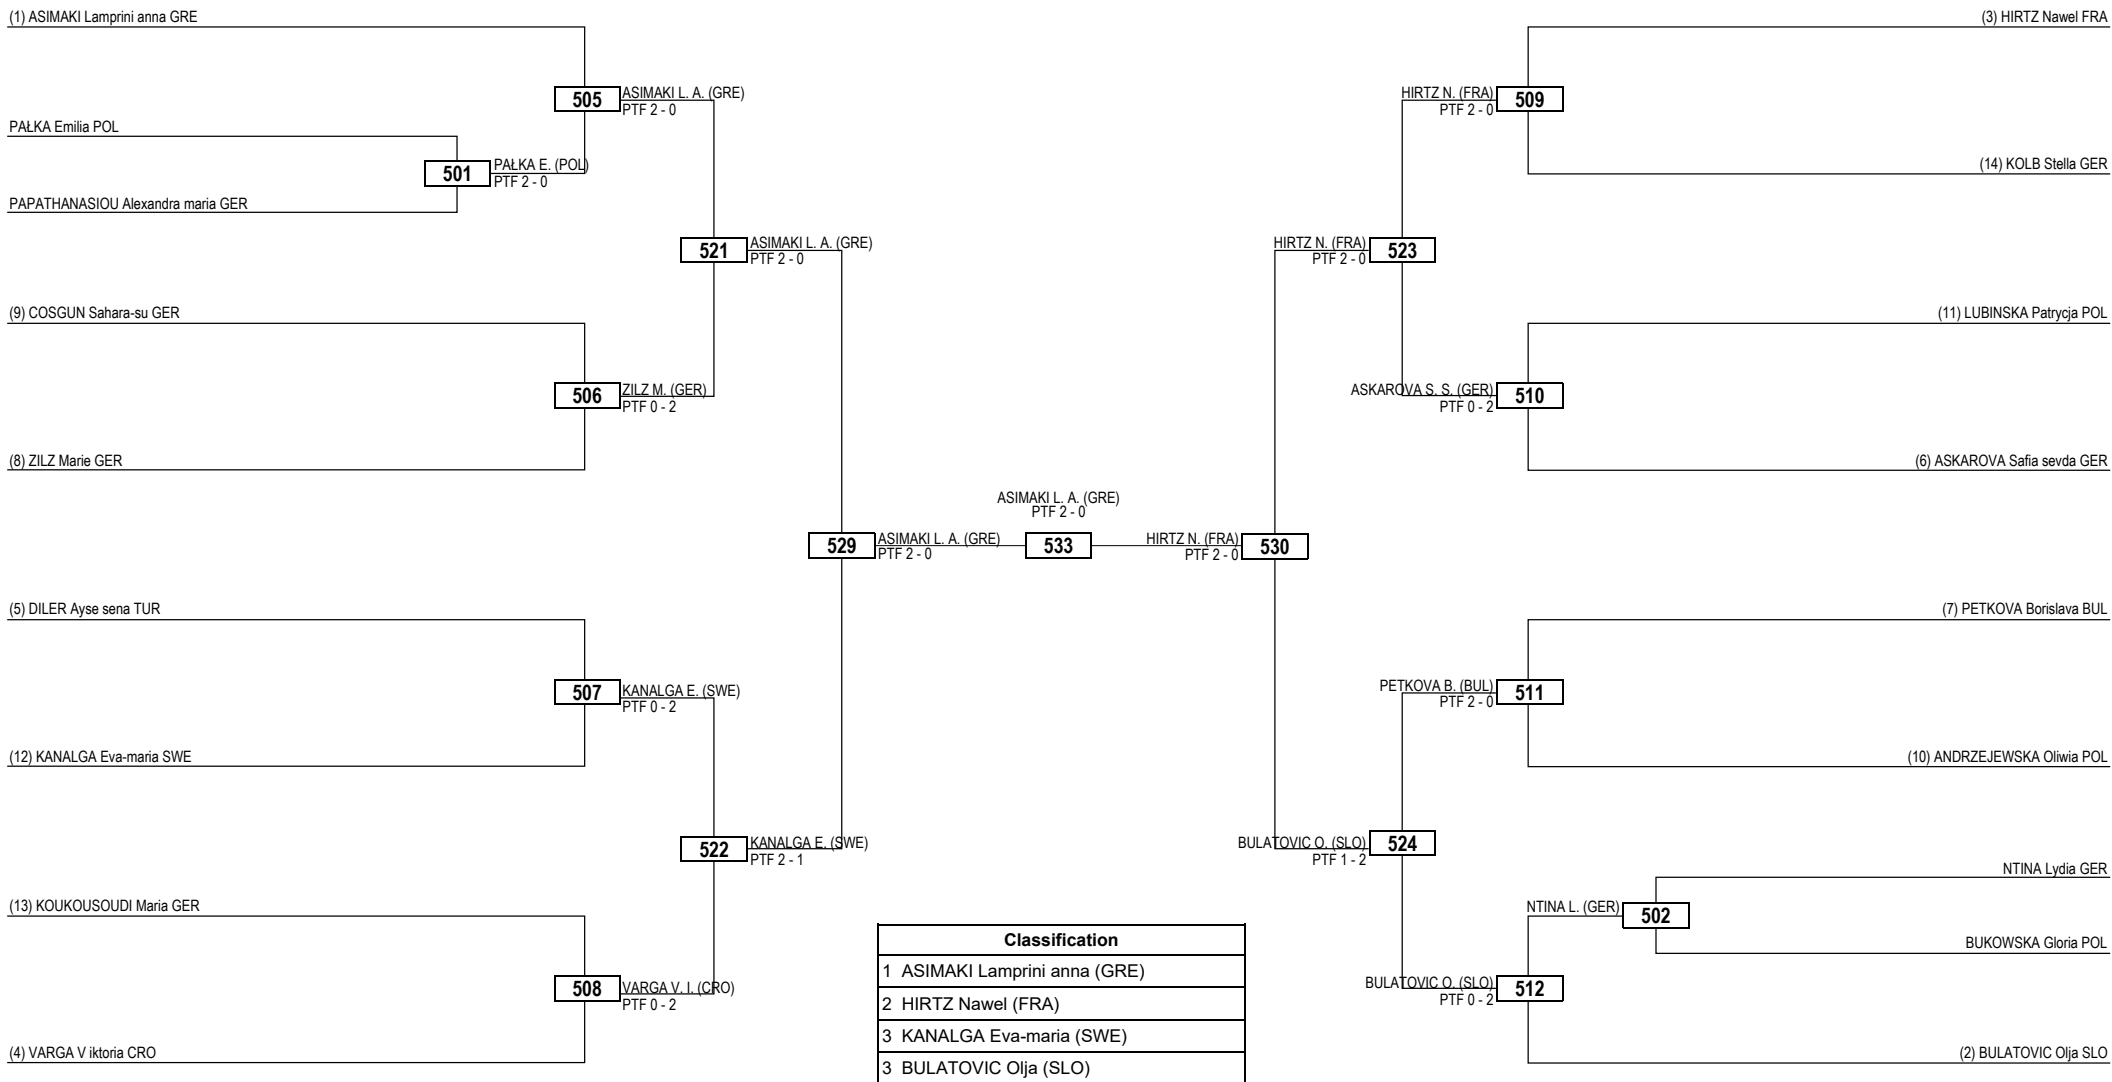 (1) ASIMAKI Lamprini anna GRE
505
ASIMAKI L. A. (GRE)
PTF 2 - 0
PAŁKA Emilia POL
501
PAŁKA E. (POL)
PTF 2 - 0
PAPATHANASIOU Alexandra maria GER
521
ASIMAKI L. A. (GRE)
PTF 2 - 0
(9) COSGUN Sahara-su GER
506
ZILZ M. (GER)
PTF 0 - 2
(8) ZILZ Marie GER
529
ASIMAKI L. A. (GRE)
PTF 2 - 0
(5) DILER Ayse sena TUR
507
KANALGA E. (SWE)
PTF 0 - 2
(12) KANALGA Eva-maria SWE
522
KANALGA E. (SWE)
PTF 2 - 1
(13) KOUKOUSOUDI Maria GER
508
VARGA V. I. (CRO)
PTF 0 - 2
(4) VARGA V iktoria CRO
ASIMAKI L. A. (GRE)
PTF 2 - 0
533
(3) HIRTZ Nawel FRA
HIRTZ N. (FRA)
PTF 2 - 0
509
(14) KOLB Stella GER
HIRTZ N. (FRA)
PTF 2 - 0
523
(11) LUBINSKA Patrycja POL
ASKAROVA S. S. (GER)
PTF 0 - 2
510
(6) ASKAROVA Safia sevda GER
HIRTZ N. (FRA)
PTF 2 - 0
530
(7) PETKOVA Borislava BUL
PETKOVA B. (BUL)
PTF 2 - 0
511
(10) ANDRZEJEWSKA Oliwia POL
BULATOVIC O. (SLO)
PTF 1 - 2
524
NTINA Lydia GER
NTINA L. (GER)
502
BUKOWSKA Gloria POL
BULATOVIC O. (SLO)
PTF 0 - 2
512
(2) BULATOVIC Olja SLO
Classification
1 ASIMAKI Lamprini anna (GRE)
2 HIRTZ Nawel (FRA)
3 KANALGA Eva-maria (SWE)
3 BULATOVIC Olja (SLO)